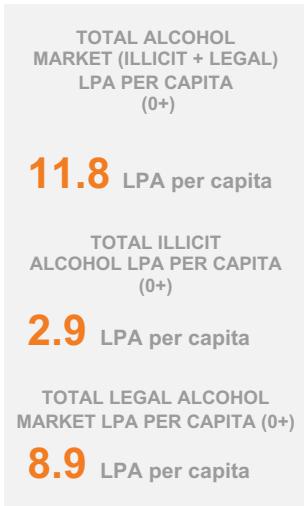 TOTAL ALCOHOL
MARKET (ILLICIT + LEGAL)
LPA PER CAPITA
(0+)
11.8 LPA per capita
TOTAL ILLICIT
ALCOHOL LPA PER CAPITA
(0+)
2.9 LPA per capita
TOTAL LEGAL ALCOHOL
MARKET LPA PER CAPITA (0+)
8.9 LPA per capita